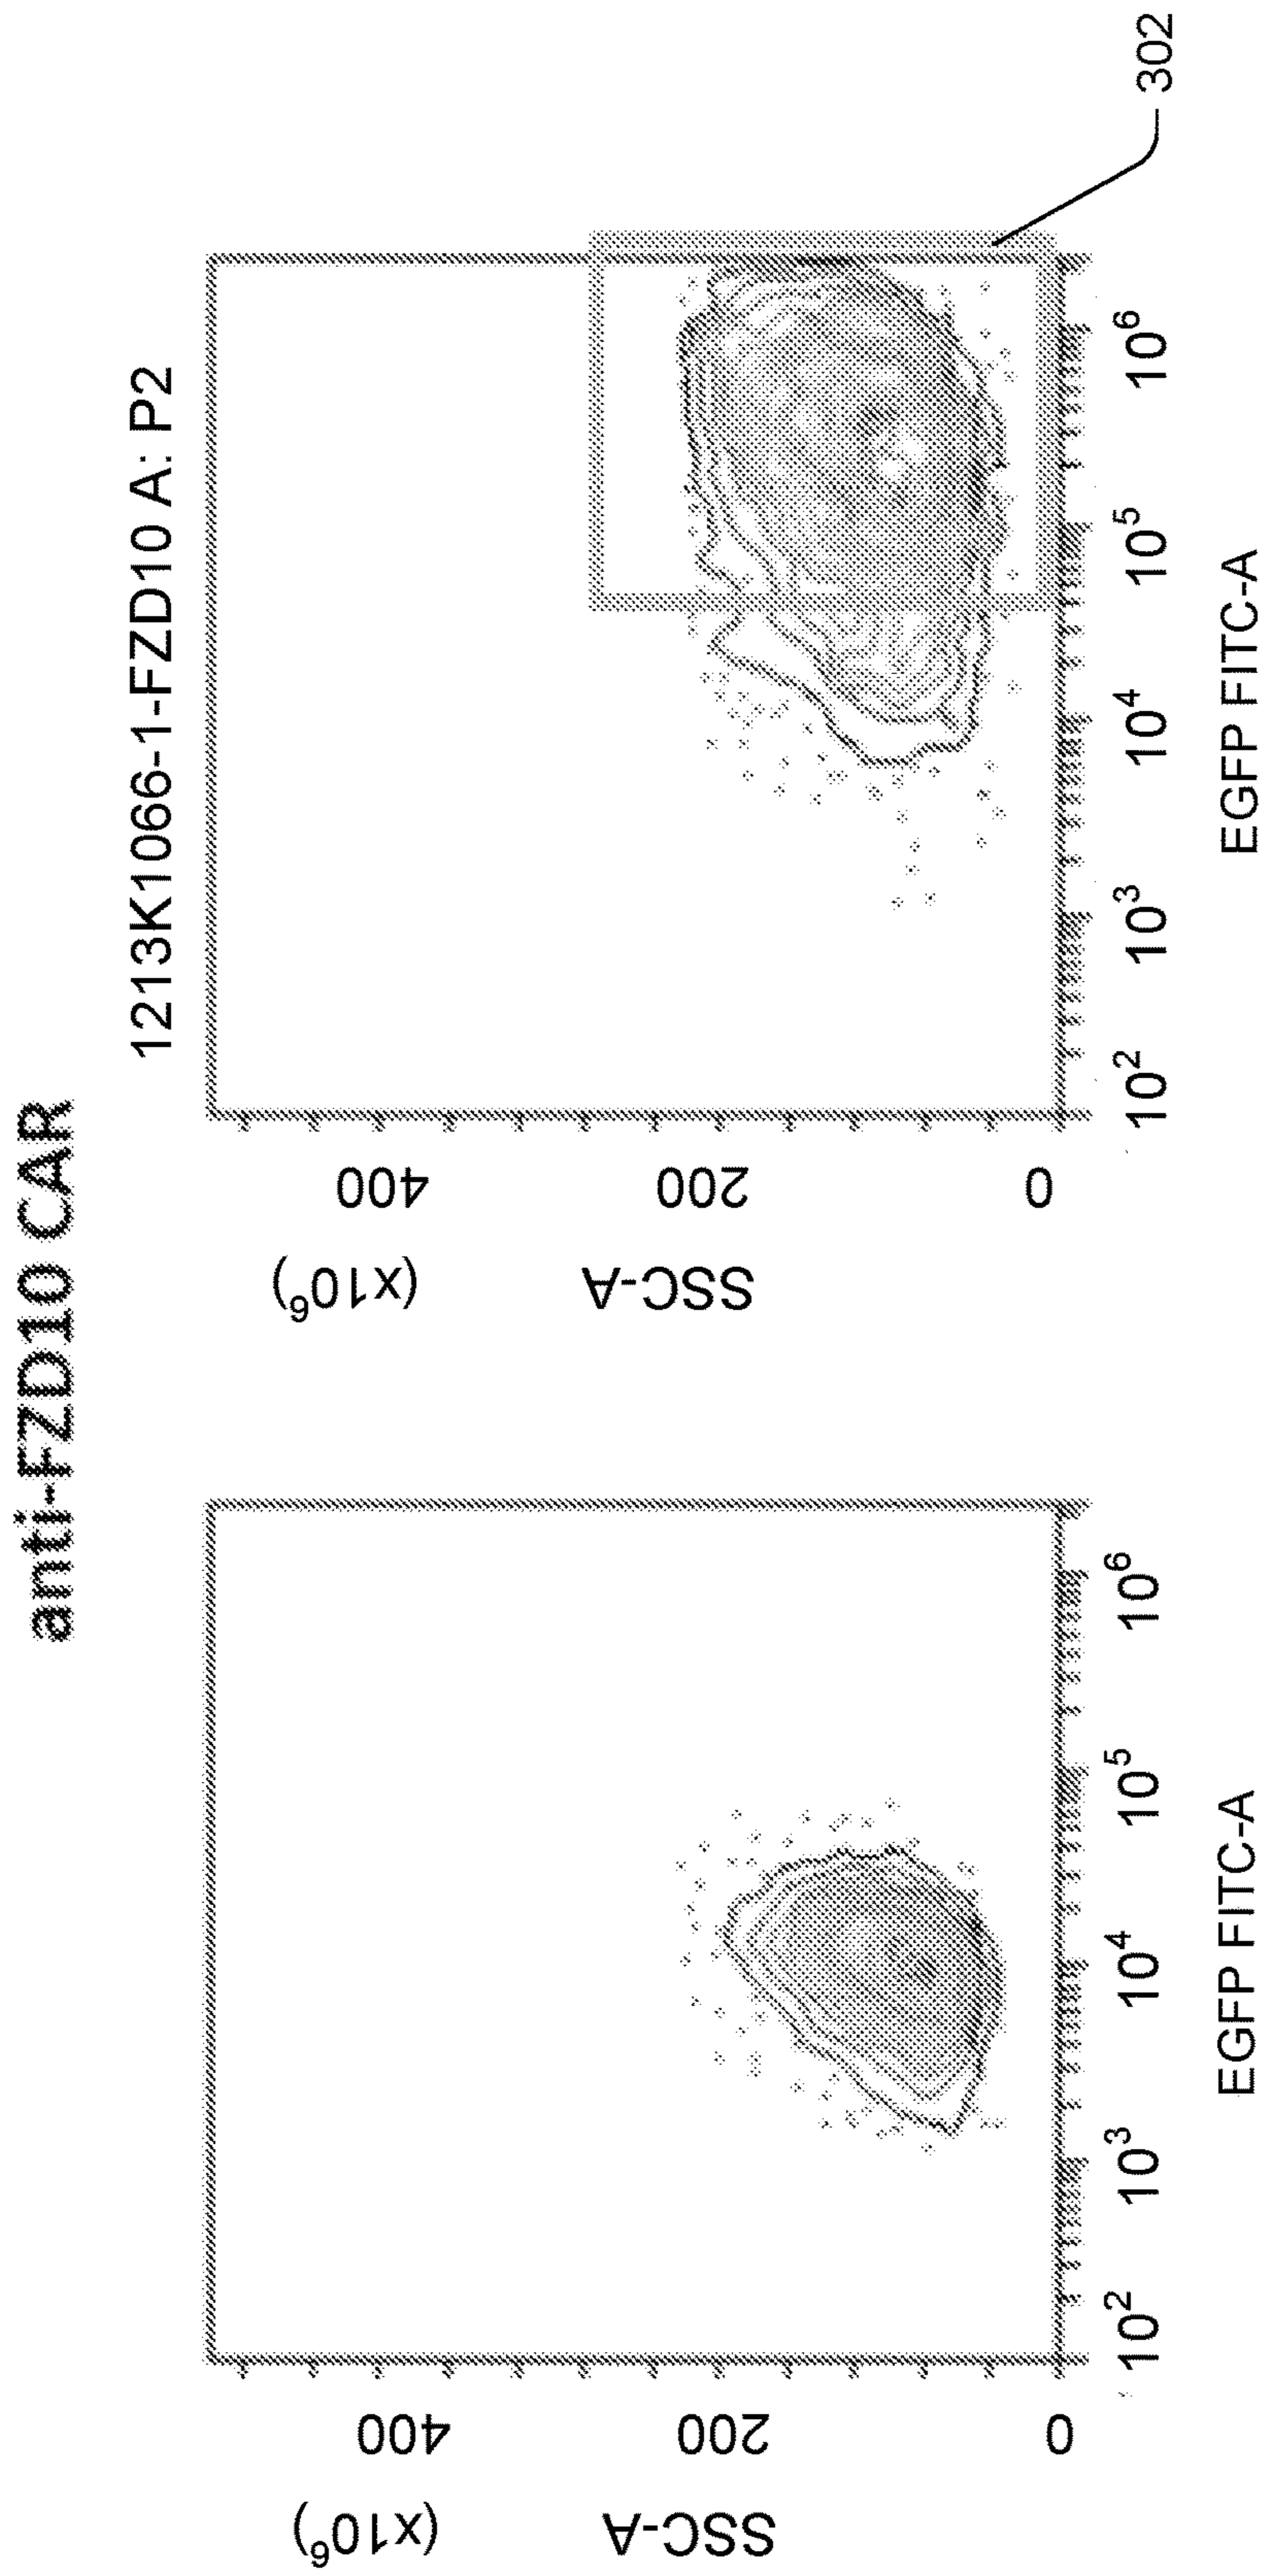 anti-FZD10 CAR
(x10⁶)
SSC-A
400
200
0
10² 10³ 10⁴ 10⁵ 10⁶
EGFP FITC-A
1213K1066-1-FZD10 A: P2
(x10⁶)
SSC-A
400
200
0
10² 10³ 10⁴ 10⁵ 10⁶
EGFP FITC-A
302